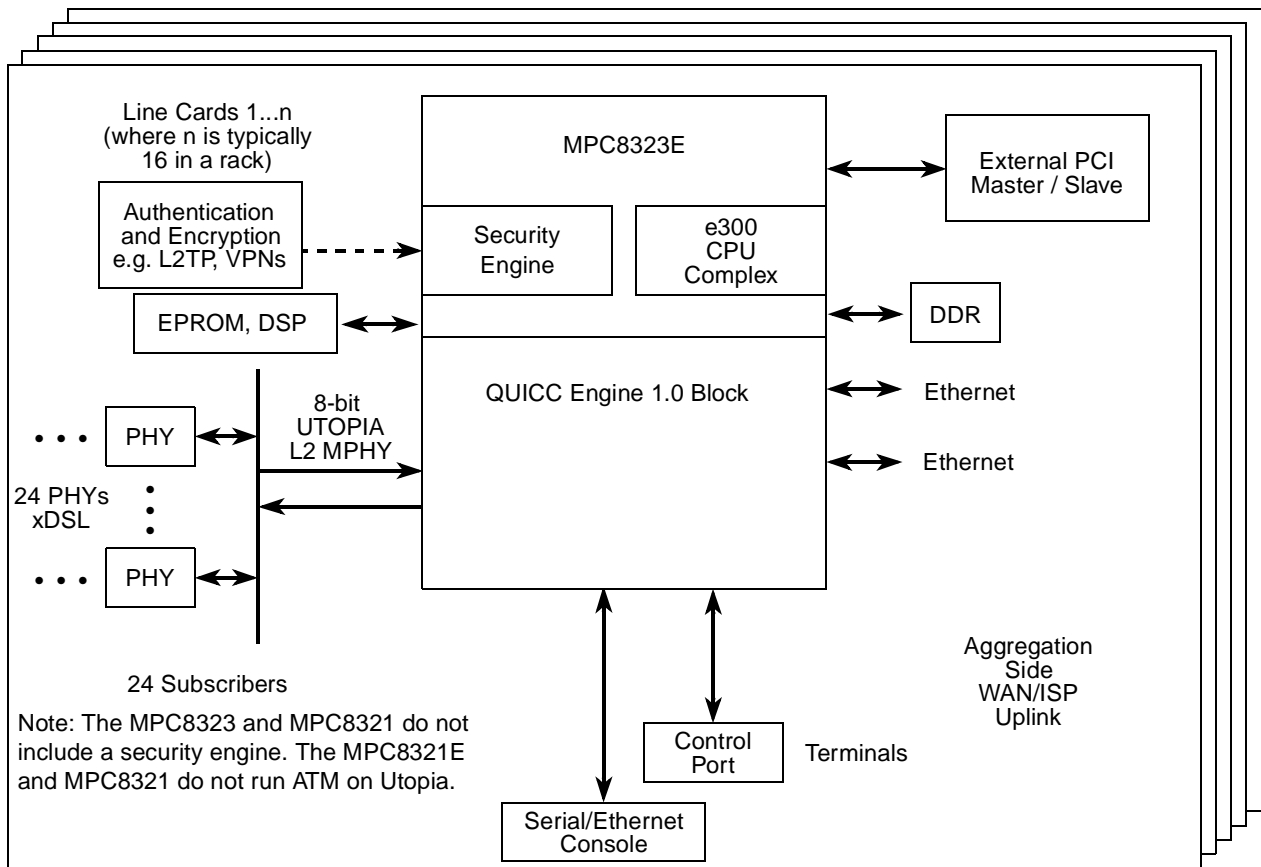 Line Cards 1...n
(where n is typically
16 in a rack)
MPC8323E
External PCI
Master / Slave
Authentication
and Encryption
e.g. L2TP, VPNs
Security
Engine
e300
CPU
Complex
EPROM, DSP
DDR
QUICC Engine 1.0 Block
8-bit
UTOPIA
L2 MPHY
Ethernet
Ethernet
PHY
24 PHYs
xDSL
PHY
24 Subscribers
Aggregation
Side
WAN/ISP
Uplink
Note: The MPC8323 and MPC8321 do not
include a security engine. The MPC8321E
and MPC8321 do not run ATM on Utopia.
Control
Port
Terminals
Serial/Ethernet
Console